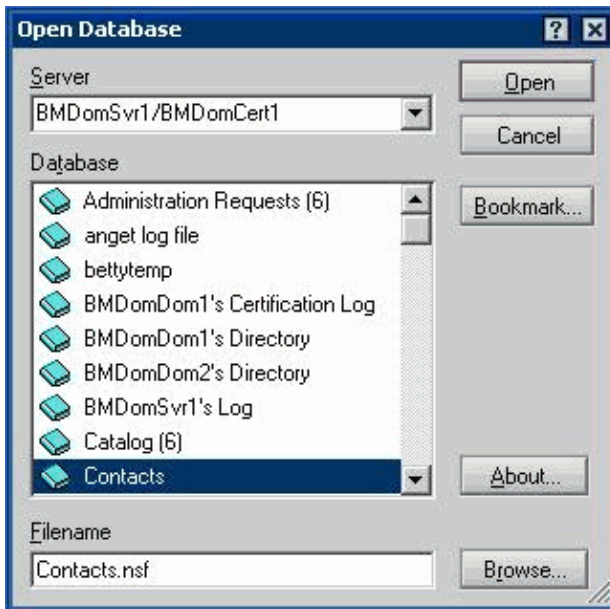 Open Database
Server
BMDomSvr1/BMDomCert1
Open
Cancel
Database
Administration Requests (6)
anget log file
bettytemp
BMDomDom1's Certification Log
BMDomDom1's Directory
BMDomDom2's Directory
BMDomSvr1's Log
Catalog (6)
Contacts
Bookmark...
About...
Filename
Contacts.nsf
Browse...